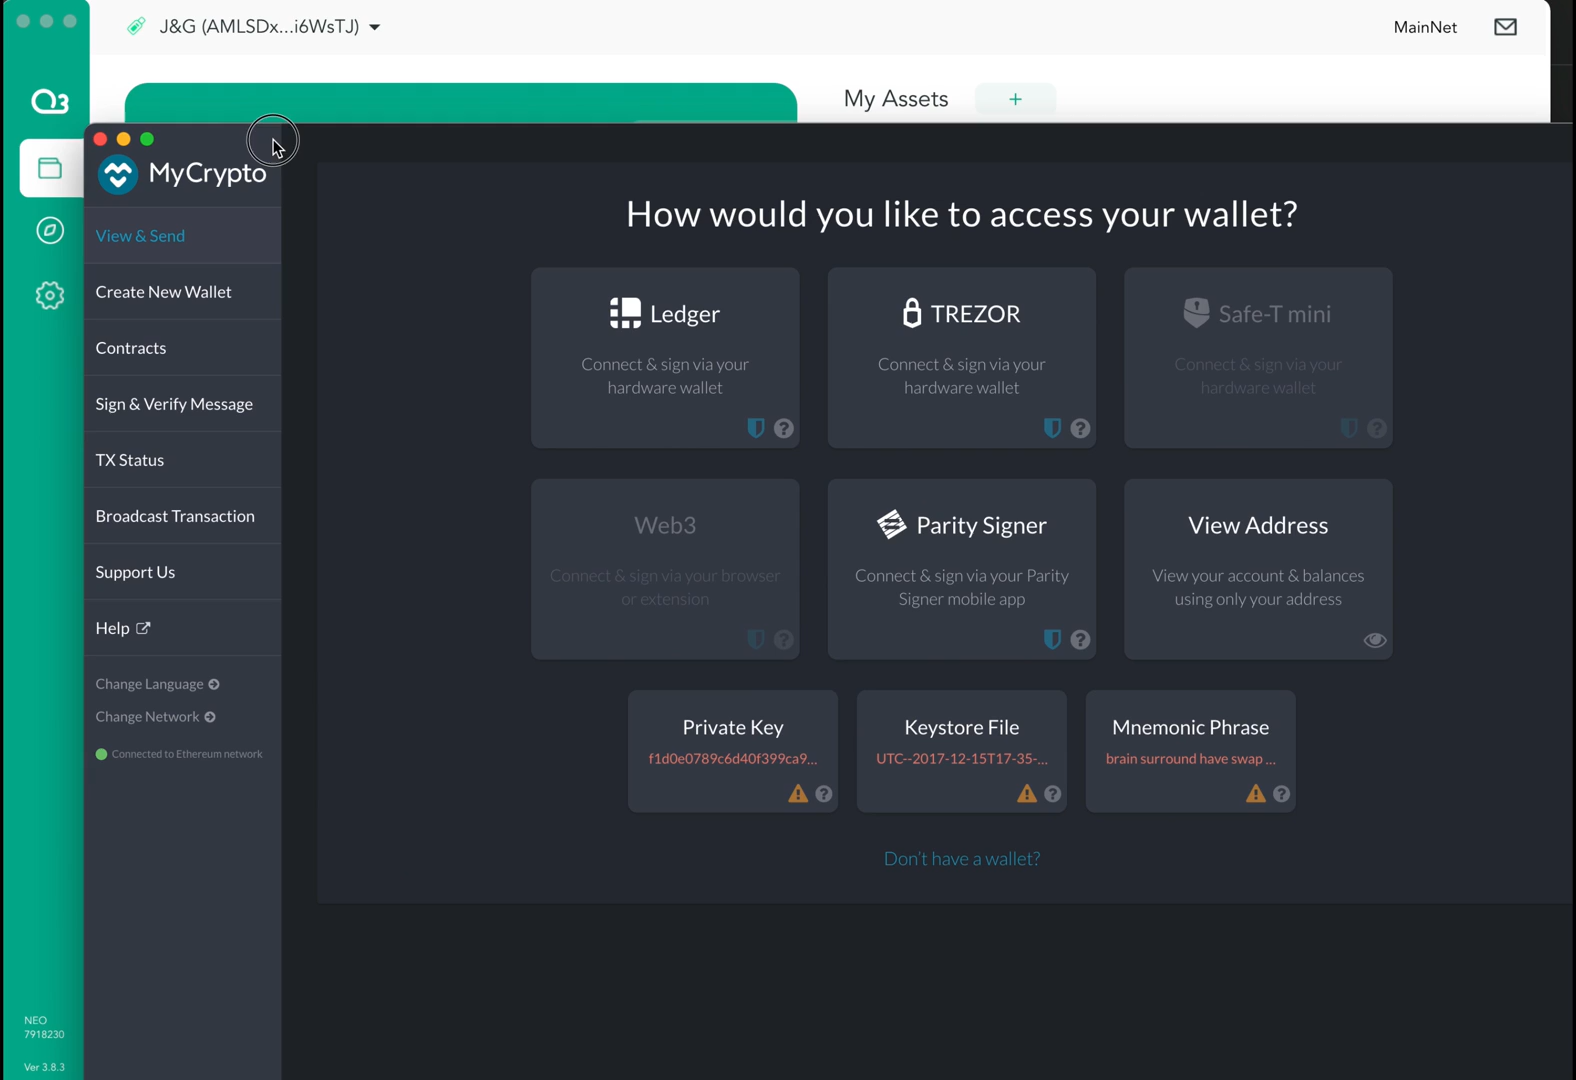 J&G (AMLSDx...i6WsTJ)
MainNet
O3
My Assets
+
MyCrypto
View & Send
Create New Wallet
Contracts
Sign & Verify Message
TX Status
Broadcast Transaction
Support Us
Help
Change Language
Change Network
Connected to Ethereum network
How would you like to access your wallet?
Ledger
Connect & sign via your
hardware wallet
?
TREZOR
Connect & sign via your
hardware wallet
?
Safe-T mini
Connect & sign via your
hardware wallet
?
Web3
Connect & sign via your browser
or extension
?
Parity Signer
Connect & sign via your Parity
Signer mobile app
?
View Address
View your account & balances
using only your address
Private Key
f1d0e0789c6d40f399ca9...
?
Keystore File
UTC--2017-12-15T17-35-...
?
Mnemonic Phrase
brain surround have swap ...
?
Don't have a wallet?
NEO
7918230
Ver 3.8.3